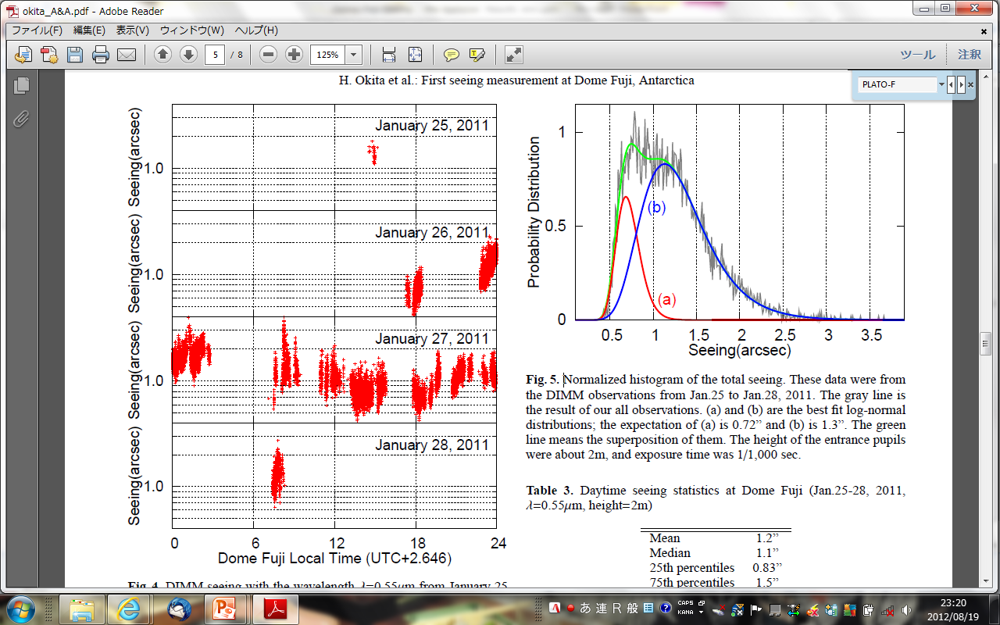 okita_A&A.pdf - Adobe Reader
ファイル(F) 編集(E) 表示(V) ウィンドウ(W) ヘルプ(H)
5 / 8 125% ツール 注釈
PLATO-F
H. Okita et al.: First seeing measurement at Dome Fuji, Antarctica
January 25, 2011
Seeing(arcsec)
1.0
January 26, 2011
Seeing(arcsec)
1.0
January 27, 2011
Seeing(arcsec)
1.0
January 28, 2011
Seeing(arcsec)
1.0
0 6 12 18 24
Dome Fuji Local Time (UTC+2.646)
Fig. 4. DIMM seeing with the wavelength λ=0.55μm from January 25
1
0.5
0
Probability Distribution
(b)
(a)
0.5 1 1.5 2 2.5 3 3.5
Seeing(arcsec)
Fig. 5. Normalized histogram of the total seeing. These data were from
the DIMM observations from Jan.25 to Jan.28, 2011. The gray line is
the result of our all observations. (a) and (b) are the best fit log-normal
distributions; the expectation of (a) is 0.72” and (b) is 1.3”. The green
line means the superposition of them. The height of the entrance pupils
were about 2m, and exposure time was 1/1,000 sec.
Table 3. Daytime seeing statistics at Dome Fuji (Jan.25-28, 2011,
λ=0.55μm, height=2m)
Mean 1.2”
Median 1.1”
25th percentiles 0.83”
75th percentiles 1.5”
A あ 連 R 般 CAPS KANA
23:20
2012/08/19